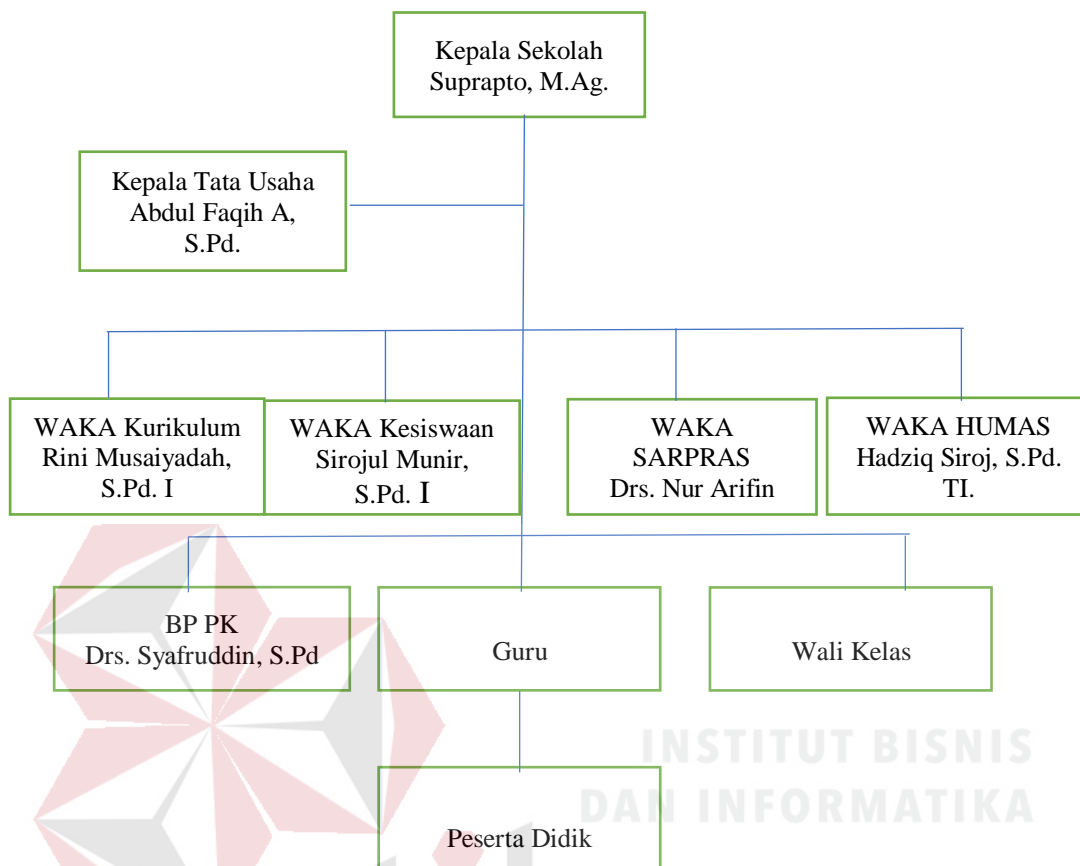 Kepala Sekolah
Suprapto, M.Ag.
Kepala Tata Usaha
Abdul Faqih A,
S.Pd.
WAKA Kurikulum
Rini Musaiyadah,
S.Pd. I
WAKA Kesiswaan
Sirojul Munir,
S.Pd. I
WAKA
SARPRAS
Drs. Nur Arifin
WAKA HUMAS
Hadziq Siroj, S.Pd.
TI.
BP PK
Drs. Syafruddin, S.Pd
Guru
Wali Kelas
INSTITUT BISNIS
DAN INFORMATIKA
Peserta Didik